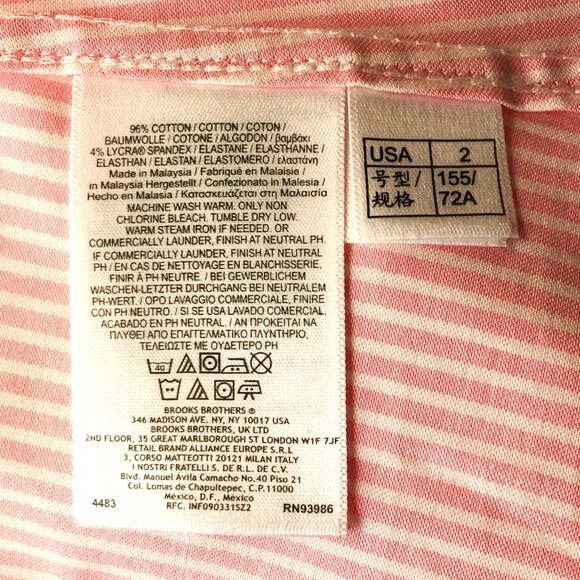 96% COTTON / COTTON / COTON /
BAUMWOLLE / COTONE / ALGODON / βαμβάκι
4% LYCRA® SPANDEX / ELASTANE / ELASTHANNE /
ELASTHAN / ELASTAN / ELASTOMERO / ελαστάνη
Made in Malaysia / Fabriqué en Malaisie /
in Malaysia Hergestellt / Confezionato in Malesia /
Hecho en Malasia / Κατασκευάζεται στη Μαλαισία
MACHINE WASH WARM. ONLY NON
CHLORINE BLEACH. TUMBLE DRY LOW.
WARM STEAM IRON IF NEEDED. OR
COMMERCIALLY LAUNDER, FINISH AT NEUTRAL PH.
COMMERCIALLY LAUNDER, FINISH AT NEUTRAL
PH / EN CAS DE NETTOYAGE EN BLANCHISSERIE,
FINIR À PH NEUTRE. / BEI GEWERBLICHEM
WASCHEN-LETZTER DURCHGANG BEI NEUTRALEM
PH-WERT. / OPO LAVAGGIO COMMERCIALE, FINIRE
CON PH NEUTRO. / SI SE USA LAVADO COMERCIAL,
ACABADO EN PH NEUTRAL / ΑΝ ΠΡΟΚΕΙΤΑΙ ΝΑ
ΠΛΥΘΕΙ ΑΠΟ ΕΠΑΓΓΕΛΜΑΤΙΚΟ ΠΛΥΝΤΗΡΙΟ,
ΤΕΛΕΙΩΣΤΕ ΜΕ ΟΥΔΕΤΕΡΟ PH
40
BROOKS BROTHERS ®
346 MADISON AVE. NY, NY 10017 USA
BROOKS BROTHERS, UK LTD
2ND FLOOR, 35 GREAT MARLBOROUGH ST LONDON W1F 7JF
RETAIL BRAND ALLIANCE EUROPE S.R.L
3, CORSO MATTEOTTI 20121 MILAN ITALY
I NOSTRI FRATELLI S. DE R.L. DE C.V.
Blvd. Manuel Avila Camacho No.40 Piso 21
Col. Lomas de Chapultepec, C.P.11000
México, D.F., México
4483 RFC. INF090331SZ2 RN93986
USA 2
号型/ 155/
规格 72A